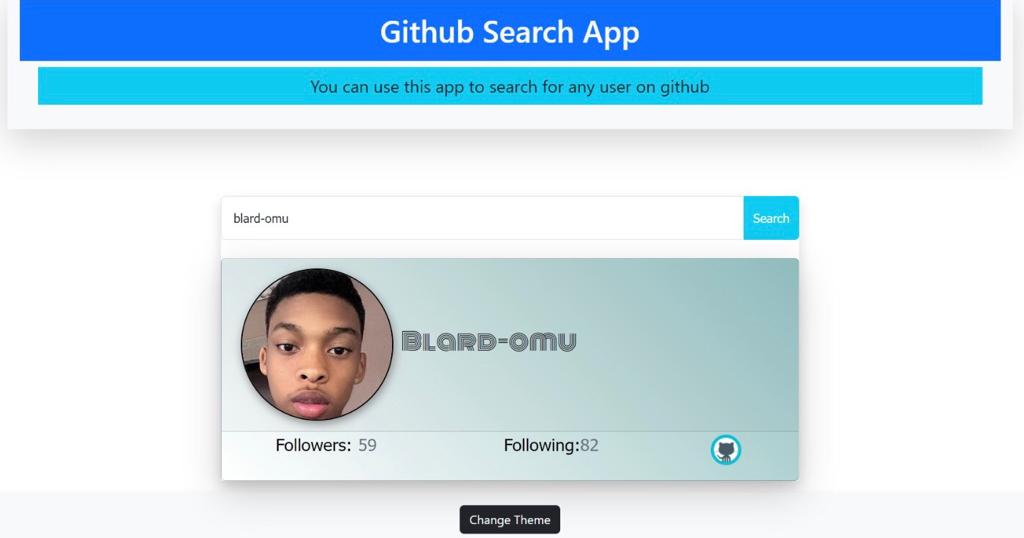 Github Search App
You can use this app to search for any user on github
blard-omu
Search
Blard-omu
Followers: 59
Following:82
Change Theme